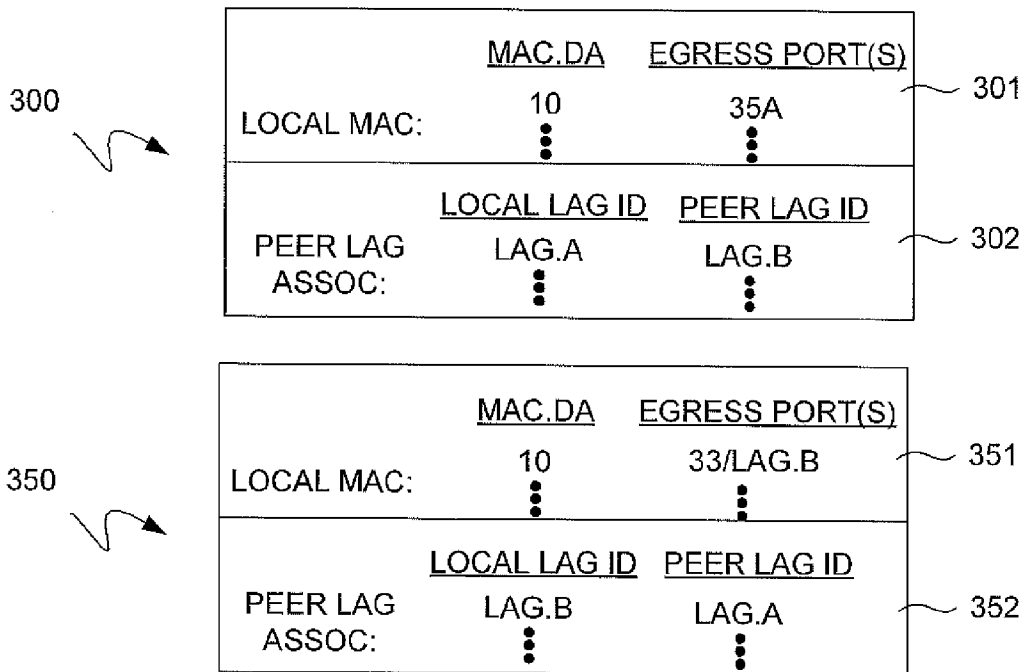 MAC.DA EGRESS PORT(S)
300
301
LOCAL MAC: 10 35A
LOCAL LAG ID PEER LAG ID
302
PEER LAG ASSOC: LAG.A LAG.B
MAC.DA EGRESS PORT(S)
350
351
LOCAL MAC: 10 33/LAG.B
LOCAL LAG ID PEER LAG ID
352
PEER LAG ASSOC: LAG.B LAG.A